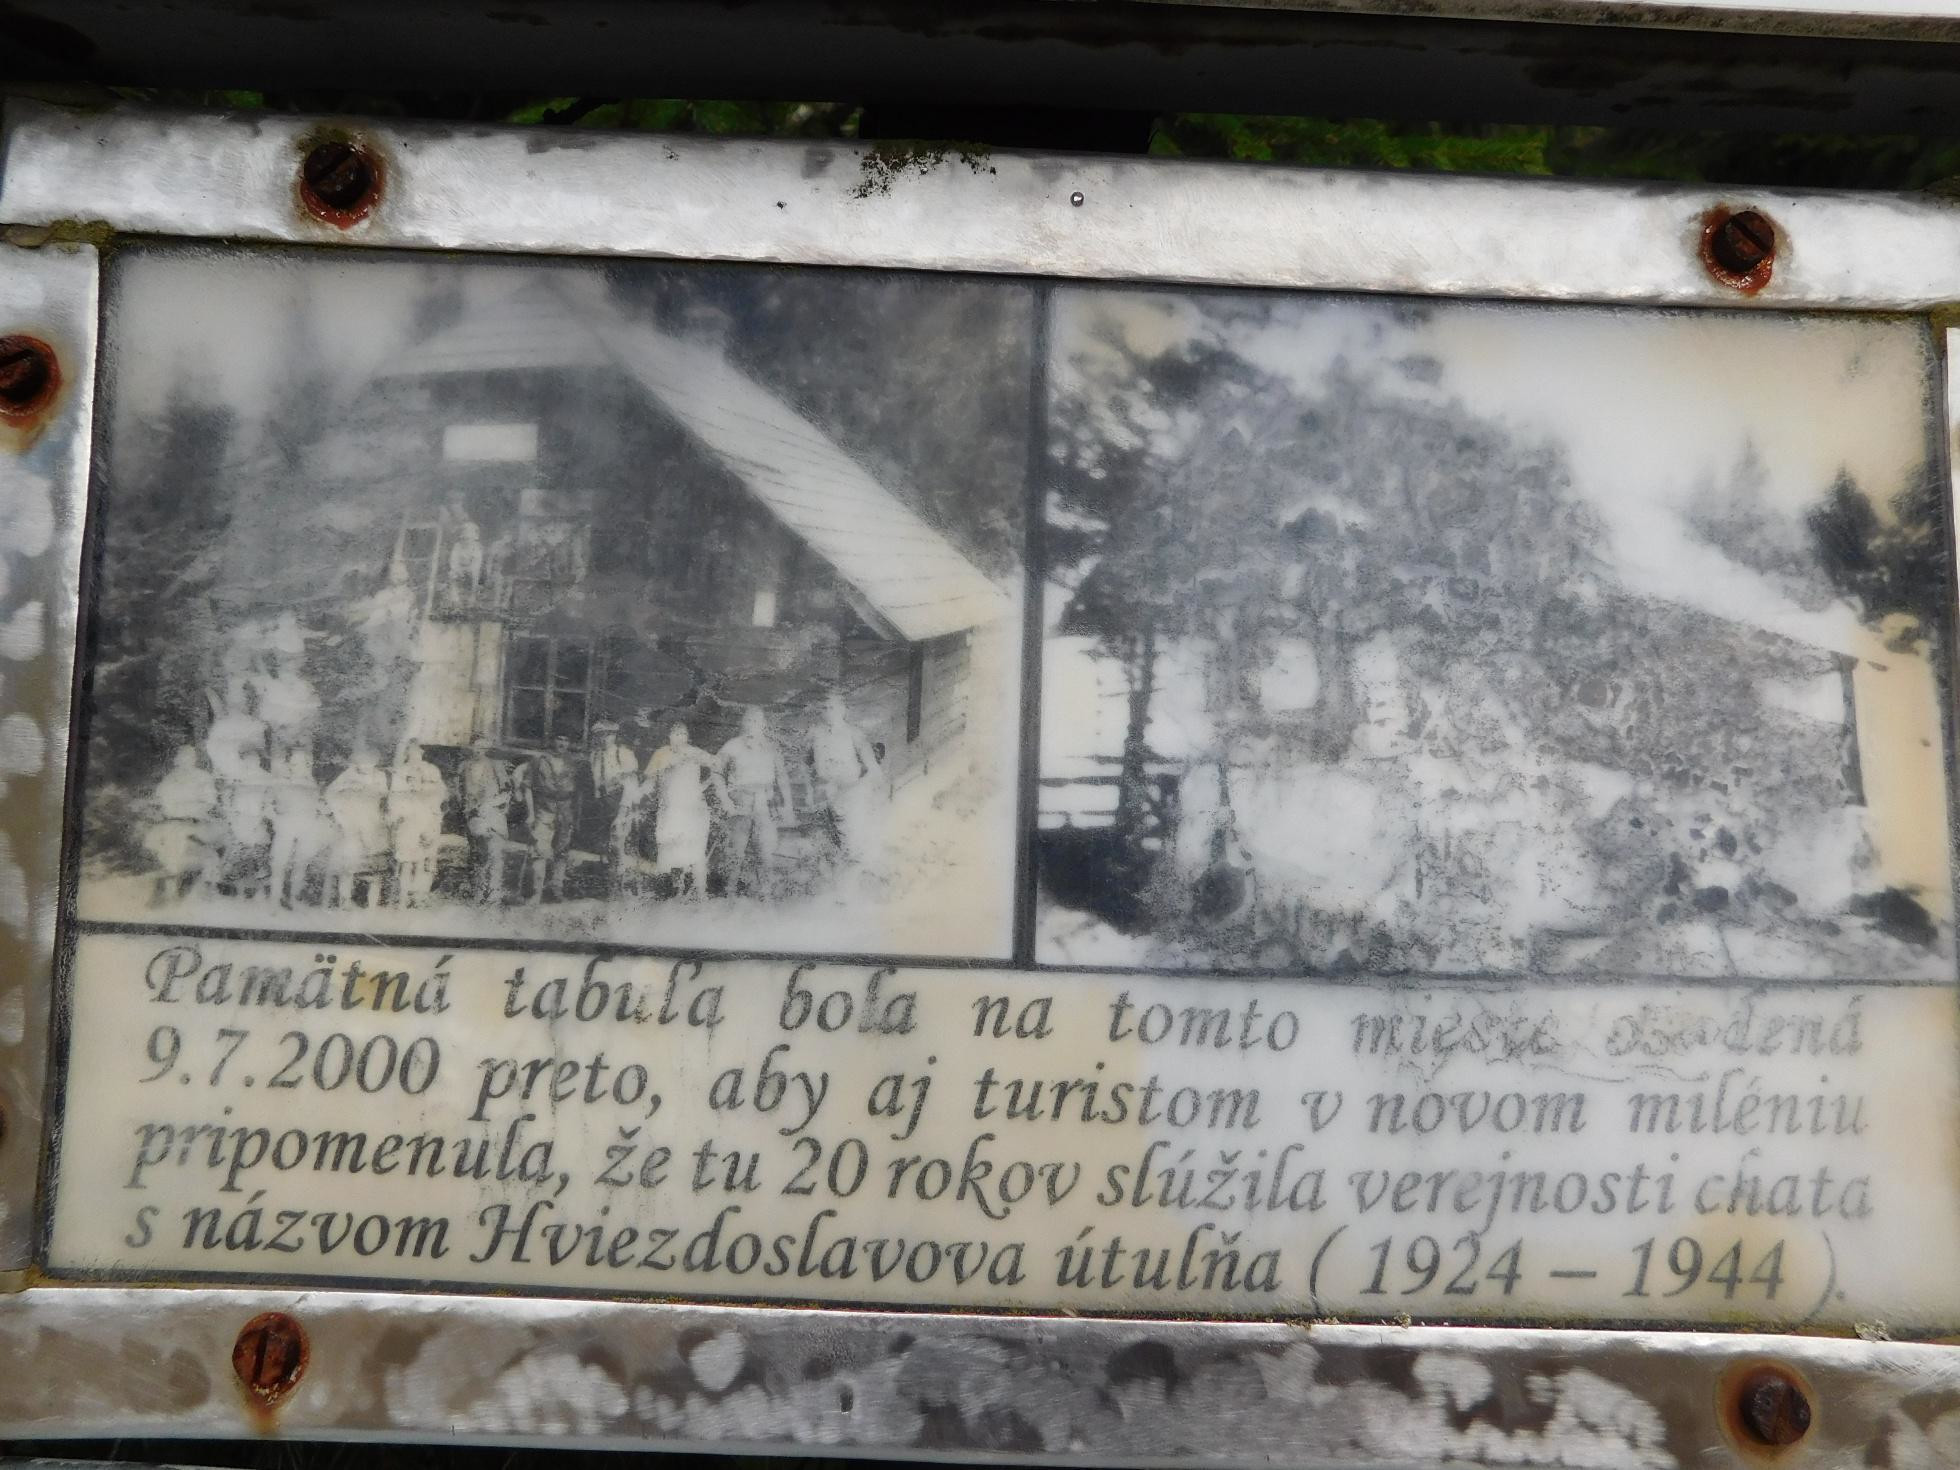 Pamätná tabuľa bola na tomto mieste osadená
9.7.2000 preto, aby aj turistom v novom miléniu
pripomenula, že tu 20 rokov slúžila verejnosti chata
s názvom Hviezdoslavova útulňa ( 1924 – 1944 ).